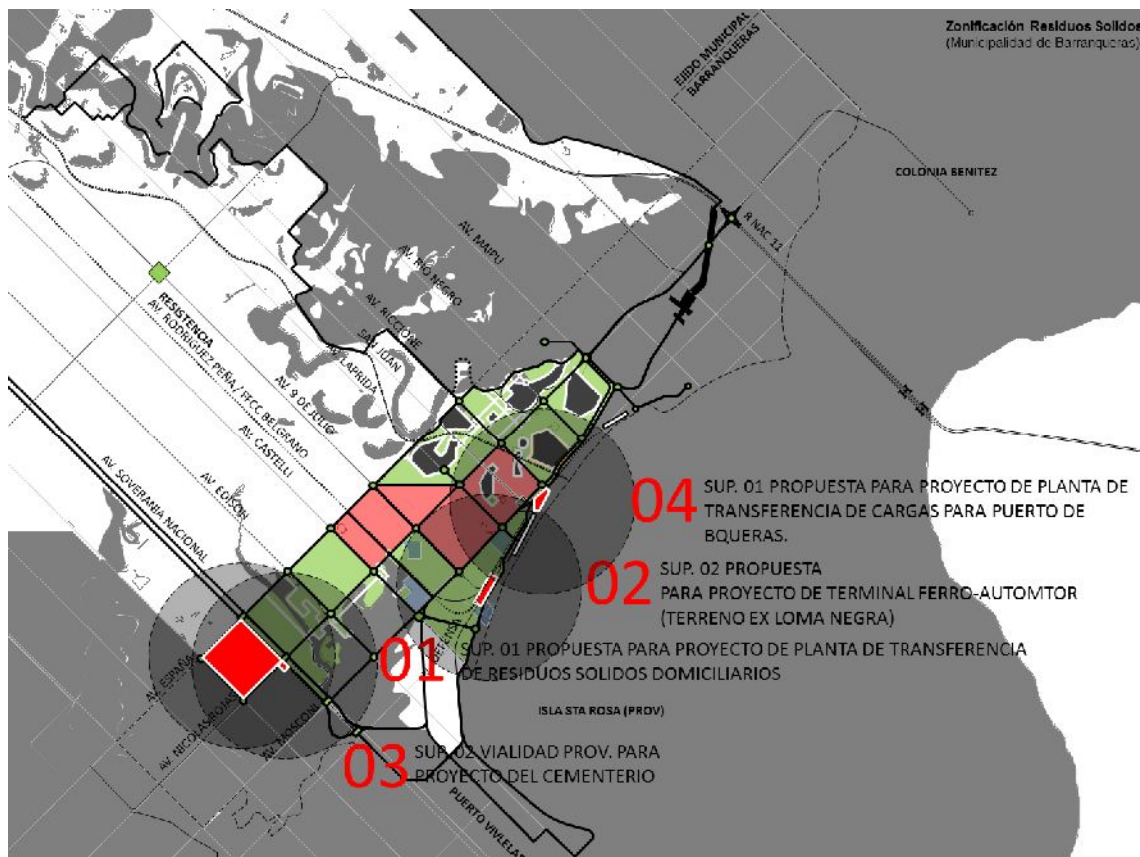 Zonificación Residuos Solidos
(Municipalidad de Barranqueras)
EJIDO MUNICIPAL
BARRANQUERAS
COLONIA BENITEZ
R NAC 11
AV. MAIPU
AV. RIO NEGRO
AV. RICCIONE
SAN JUAN
AV. LAPRIDA
RESISTENCIA
AV. RODRIGUEZ PEÑA/ FFCC BELGRANO
AV. 9 DE JULIO
AV. CASTELLI
AV. SOVERANIA NACIONAL
AV. EDISON
04 SUP. 01 PROPUESTA PARA PROYECTO DE PLANTA DE
TRANSFERENCIA DE CARGAS PARA PUERTO DE
BQUERAS.
02 SUP. 02 PROPUESTA
PARA PROYECTO DE TERMINAL FERRO-AUTOMTOR
(TERRENO EX LOMA NEGRA)
01 SUP. 01 PROPUESTA PARA PROYECTO DE PLANTA DE TRANSFERENCIA
DE RESIDUOS SOLIDOS DOMICILIARIOS
AV. ESPAÑA
AV. NICOLAS ROJAS
AV. MOSCONI
ISLA STA ROSA (PROV)
03 SUP. 02 VIALIDAD PROV. PARA
PROYECTO DEL CEMENTERIO
PUERTO VIVLELAS